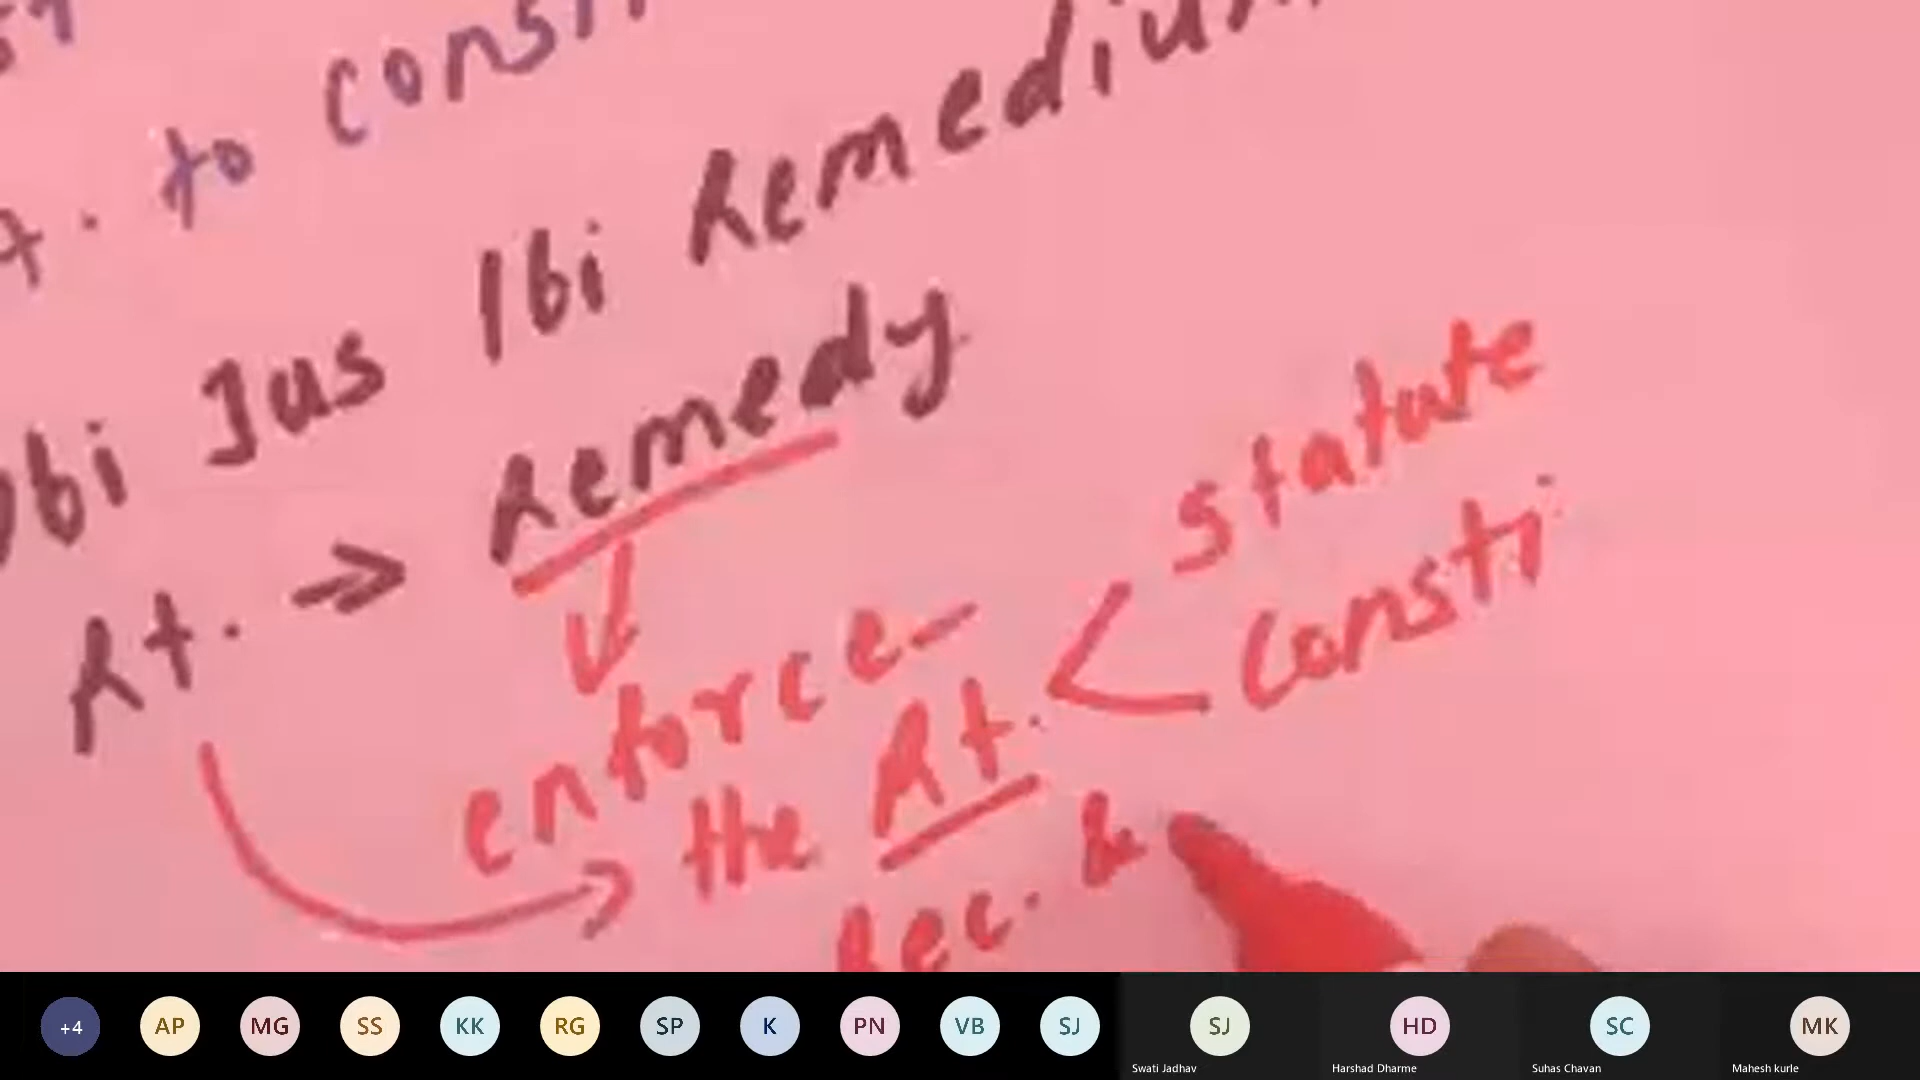 . to consti
Jus Ibi Remedium
Rt. → Remedy
statute
Consti.
enforce-
the Rt.
Rec. &
+4 AP MG SS KK RG SP K PN VB SJ SJ HD SC MK
Swati Jadhav Harshad Dharme Suhas Chavan Mahesh kurle